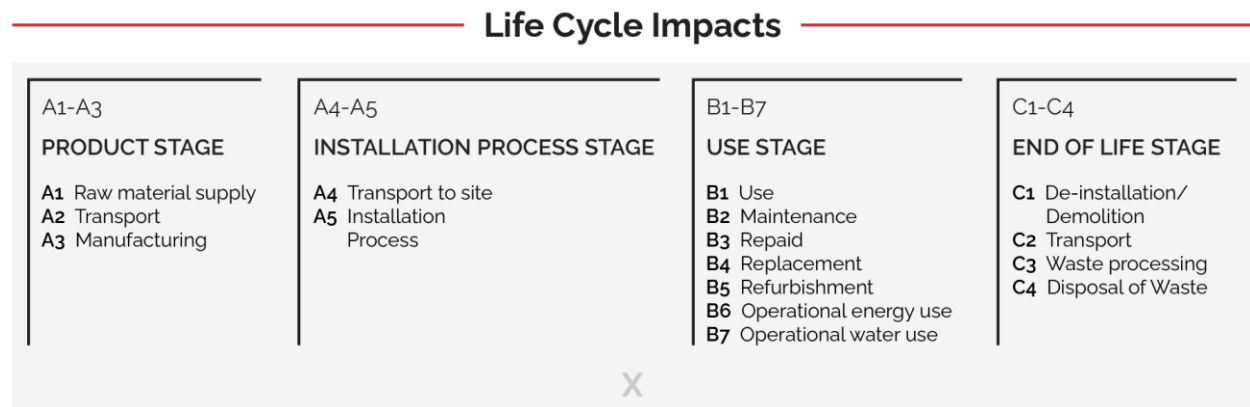 Life Cycle Impacts
A1-A3
PRODUCT STAGE
A1 Raw material supply
A2 Transport
A3 Manufacturing
A4-A5
INSTALLATION PROCESS STAGE
A4 Transport to site
A5 Installation
Process
B1-B7
USE STAGE
B1 Use
B2 Maintenance
B3 Repaid
B4 Replacement
B5 Refurbishment
B6 Operational energy use
B7 Operational water use
C1-C4
END OF LIFE STAGE
C1 De-installation/
Demolition
C2 Transport
C3 Waste processing
C4 Disposal of Waste
X